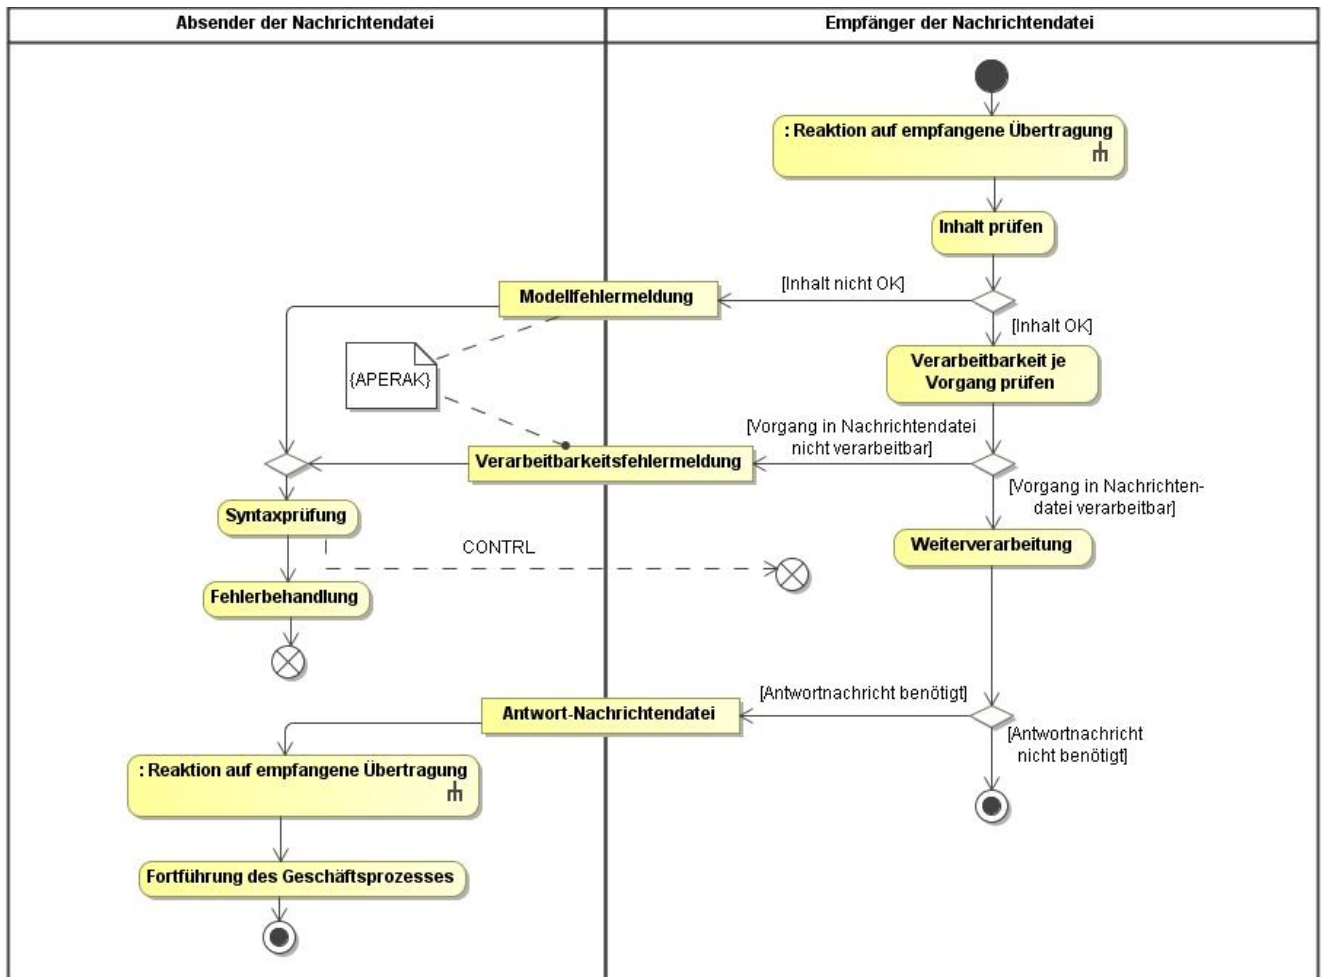 Absender der Nachrichtendatei
Empfänger der Nachrichtendatei
: Reaktion auf empfangene Übertragung
Inhalt prüfen
[Inhalt nicht OK]
Modellfehlermeldung
[Inhalt OK]
{APERAK}
Verarbeitbarkeit je
Vorgang prüfen
[Vorgang in Nachrichtendatei
nicht verarbeitbar]
Verarbeitbarkeitsfehlermeldung
[Vorgang in Nachrichten-
datei verarbeitbar]
Syntaxprüfung
CONTRL
Weiterverarbeitung
Fehlerbehandlung
[Antwortnachricht benötigt]
Antwort-Nachrichtendatei
[Antwortnachricht
nicht benötigt]
: Reaktion auf empfangene Übertragung
Fortführung des Geschäftsprozesses